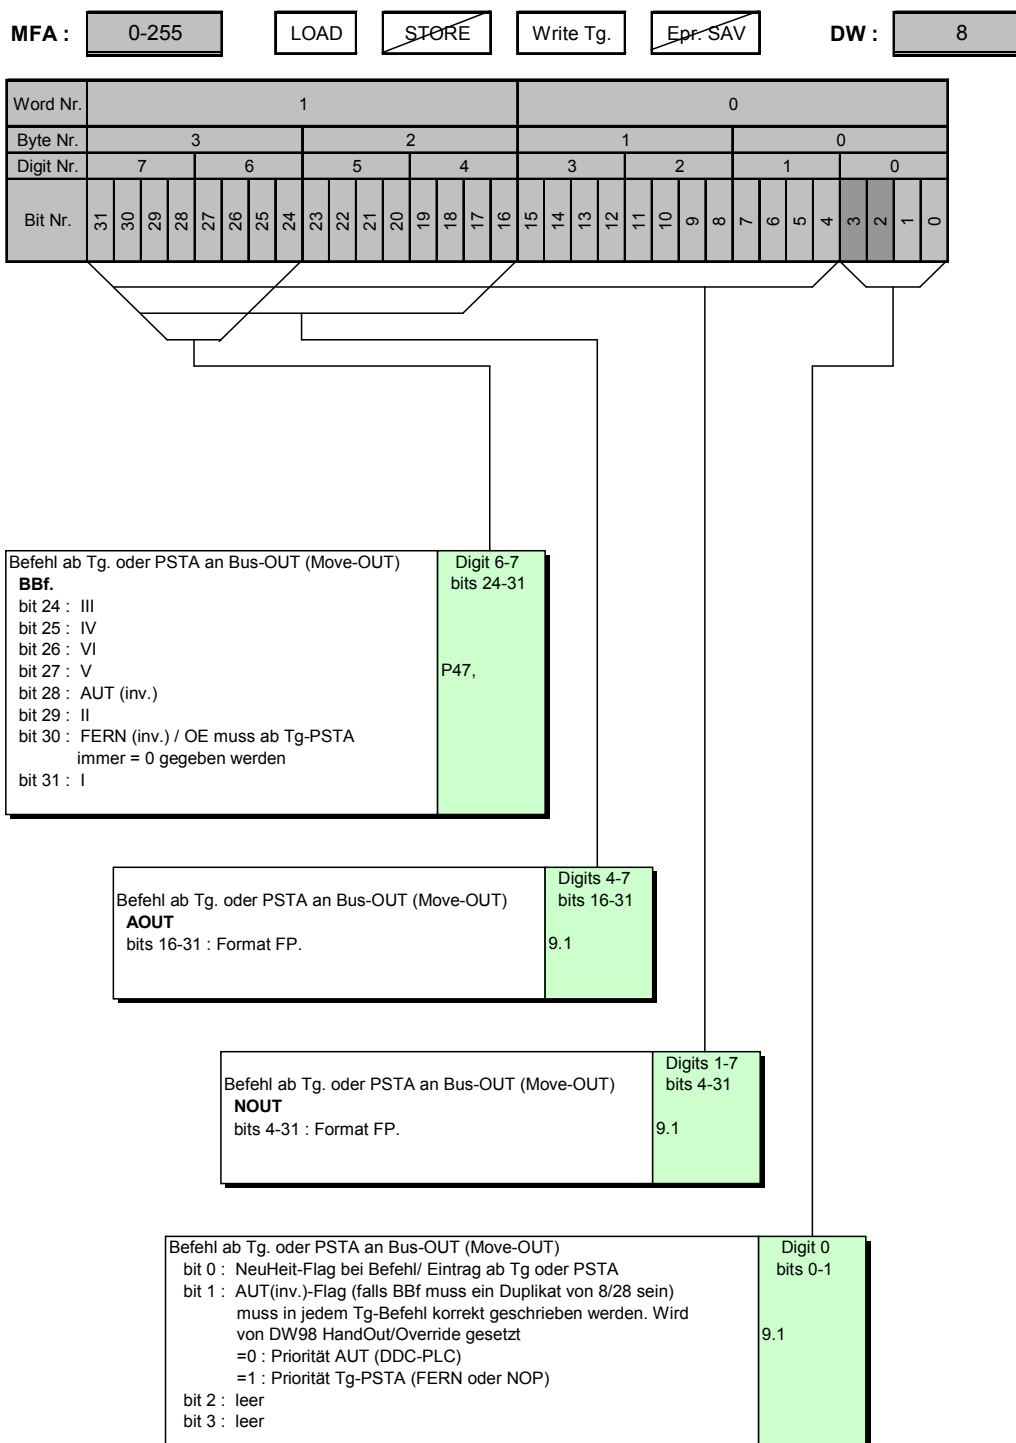 MFA : 0-255 LOAD STORE Write Tg. Epr. SAV DW : 8
Word Nr. 1 0
Byte Nr. 3 2 1 0
Digit Nr. 7 6 5 4 3 2 1 0
Bit Nr. 31 30 29 28 27 26 25 24 23 22 21 20 19 18 17 16 15 14 13 12 11 10 9 8 7 6 5 4 3 2 1 0
Befehl ab Tg. oder PSTA an Bus-OUT (Move-OUT) Digit 6-7
BBf. bits 24-31
bit 24 : III
bit 25 : IV
bit 26 : VI
bit 27 : V P47,
bit 28 : AUT (inv.)
bit 29 : II
bit 30 : FERN (inv.) / OE muss ab Tg-PSTA
immer = 0 gegeben werden
bit 31 : I
Digits 4-7
Befehl ab Tg. oder PSTA an Bus-OUT (Move-OUT) bits 16-31
AOUT
bits 16-31 : Format FP. 9.1
Digits 1-7
Befehl ab Tg. oder PSTA an Bus-OUT (Move-OUT) bits 4-31
NOUT
bits 4-31 : Format FP. 9.1
Befehl ab Tg. oder PSTA an Bus-OUT (Move-OUT) Digit 0
bit 0 : NeuHeit-Flag bei Befehl/ Eintrag ab Tg oder PSTA bits 0-1
bit 1 : AUT(inv.)-Flag (falls BBf muss ein Duplikat von 8/28 sein)
muss in jedem Tg-Befehl korrekt geschrieben werden. Wird
von DW98 HandOut/Override gesetzt 9.1
=0 : Priorität AUT (DDC-PLC)
=1 : Priorität Tg-PSTA (FERN oder NOP)
bit 2 : leer
bit 3 : leer